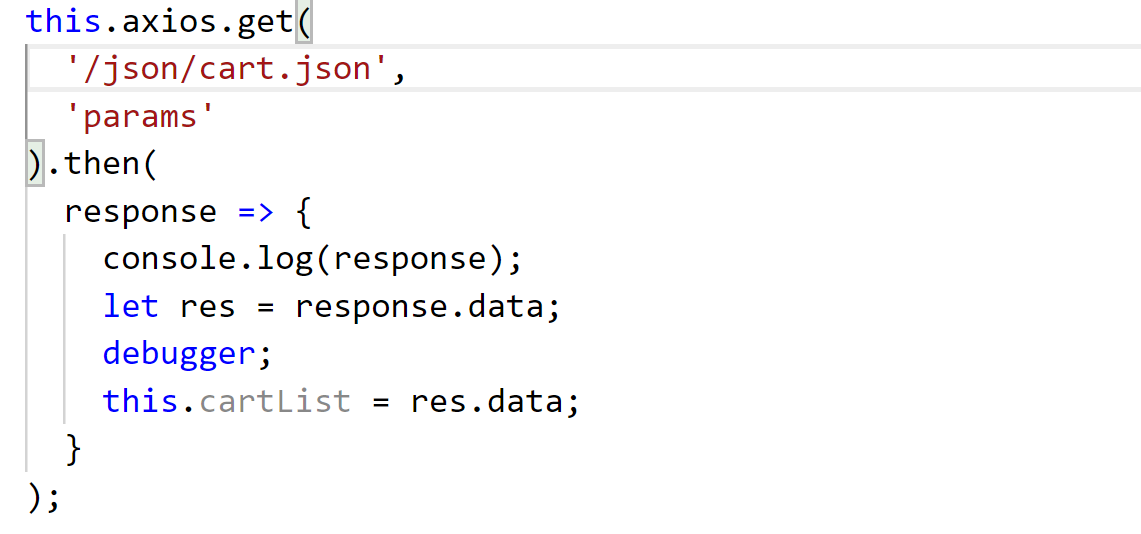 this.axios.get(
'/json/cart.json',
'params'
).then(
response => {
console.log(response);
let res = response.data;
debugger;
this.cartList = res.data;
}
);